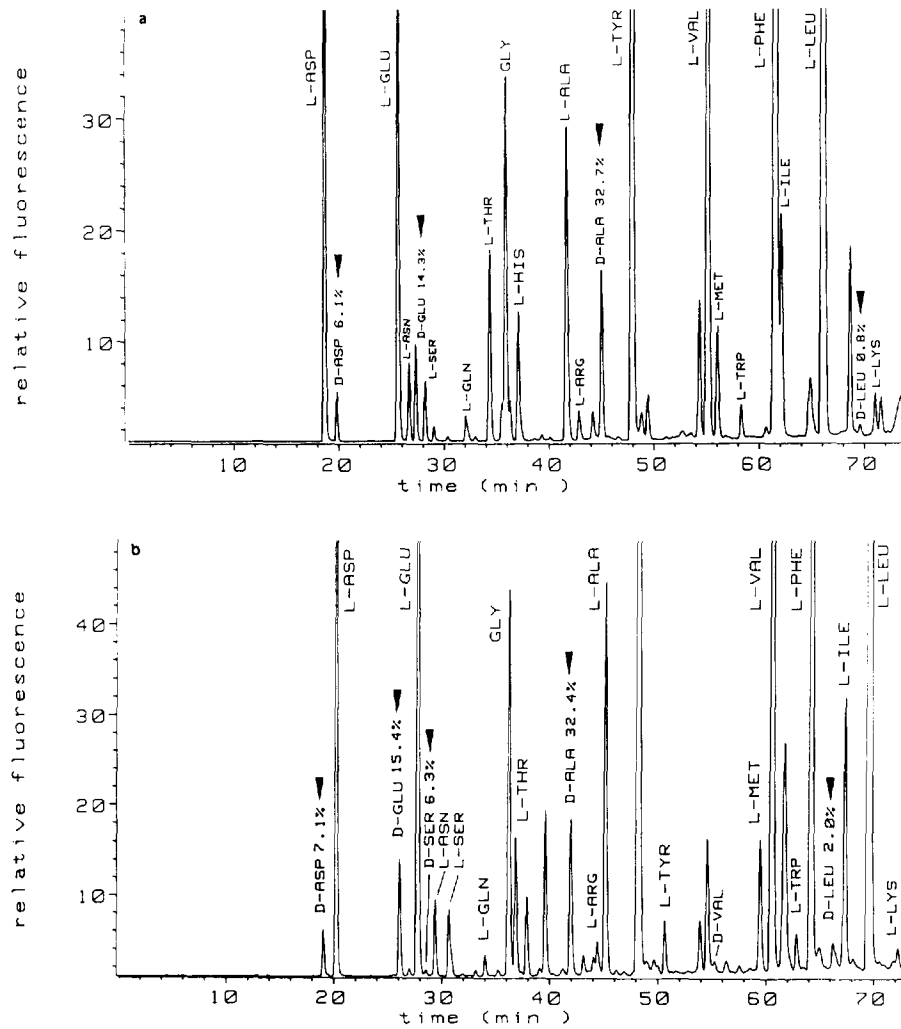 a
relative fluorescence
30
20
10
L-ASP
D-ASP 6.1%
L-GLU
L-ASN
D-GLU 14.3%
L-SER
L-GLN
L-THR
GLY
L-HIS
L-ALA
L-ARG
D-ALA 32.7%
L-TYR
L-VAL
L-MET
L-TRP
L-PHE
L-ILE
L-LEU
D-LEU 0.8%
L-LYS
10 20 30 40 50 60 70
time (min )
b
relative fluorescence
40
30
20
10
D-ASP 7.1%
L-ASP
D-GLU 15.4%
L-GLU
D-SER 6.3%
L-ASN
L-SER
L-GLN
GLY
L-THR
D-ALA 32.4%
L-ARG
L-ALA
L-TYR
D-VAL
L-MET
L-VAL
L-TRP
L-PHE
D-LEU 2.0%
L-ILE
L-LEU
L-LYS
10 20 30 40 50 60 70
time (min )